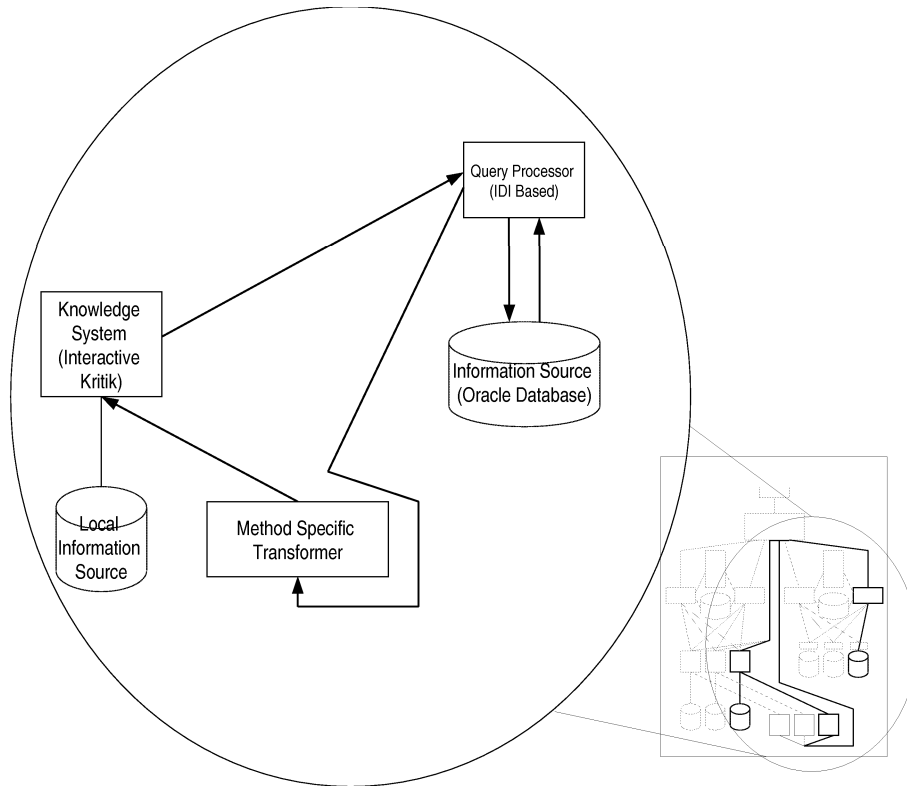 Query Processor
(IDI Based)
Knowledge
System
(Interactive
Kritik)
Information Source
(Oracle Database)
Local
Information
Source
Method Specific
Transformer